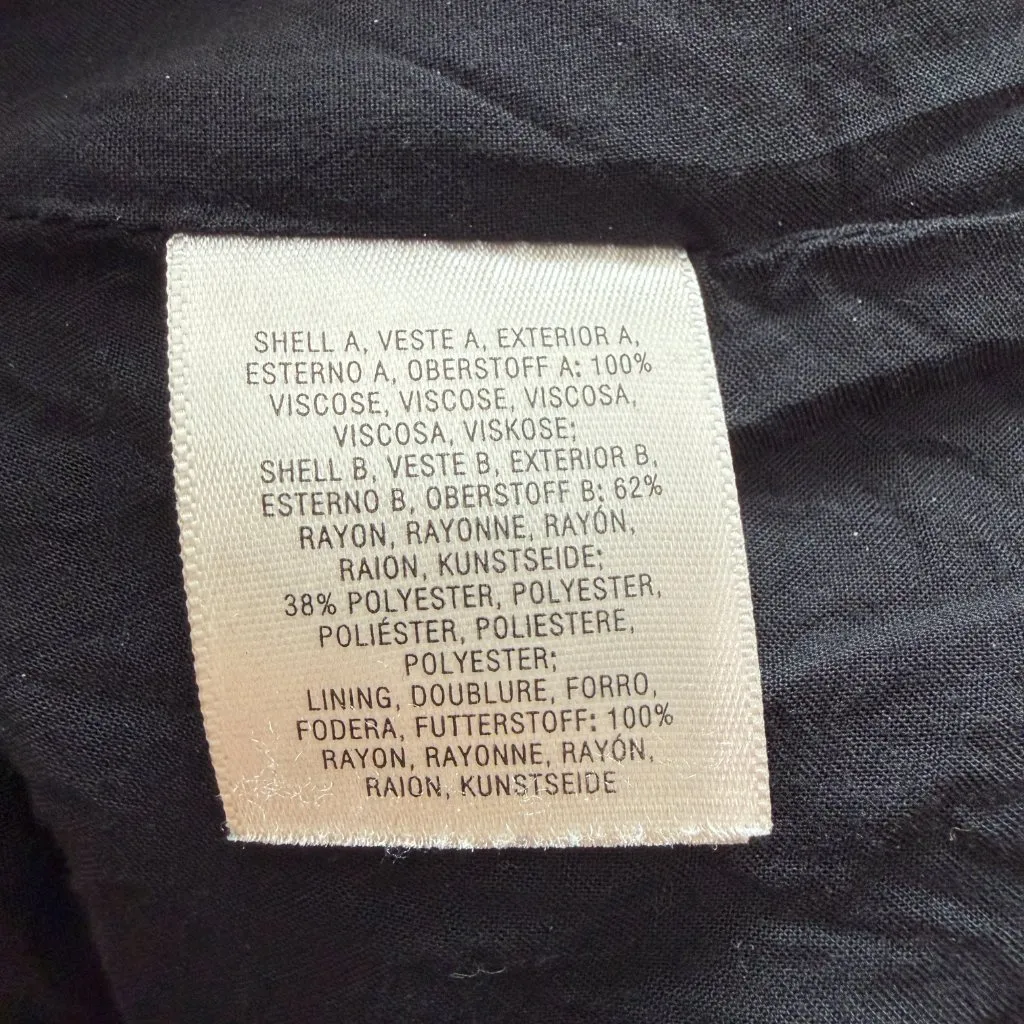 SHELL A, VESTE A, EXTERIOR A,
ESTERNO A, OBERSTOFF A: 100%
VISCOSE, VISCOSE, VISCOSA,
VISCOSA, VISKOSE;
SHELL B, VESTE B, EXTERIOR B,
ESTERNO B, OBERSTOFF B: 62%
RAYON, RAYONNE, RAYÓN,
RAION, KUNSTSEIDE;
38% POLYESTER, POLYESTER,
POLIÉSTER, POLIESTERE,
POLYESTER;
LINING, DOUBLURE, FORRO,
FODERA, FUTTERSTOFF: 100%
RAYON, RAYONNE, RAYÓN,
RAION, KUNSTSEIDE